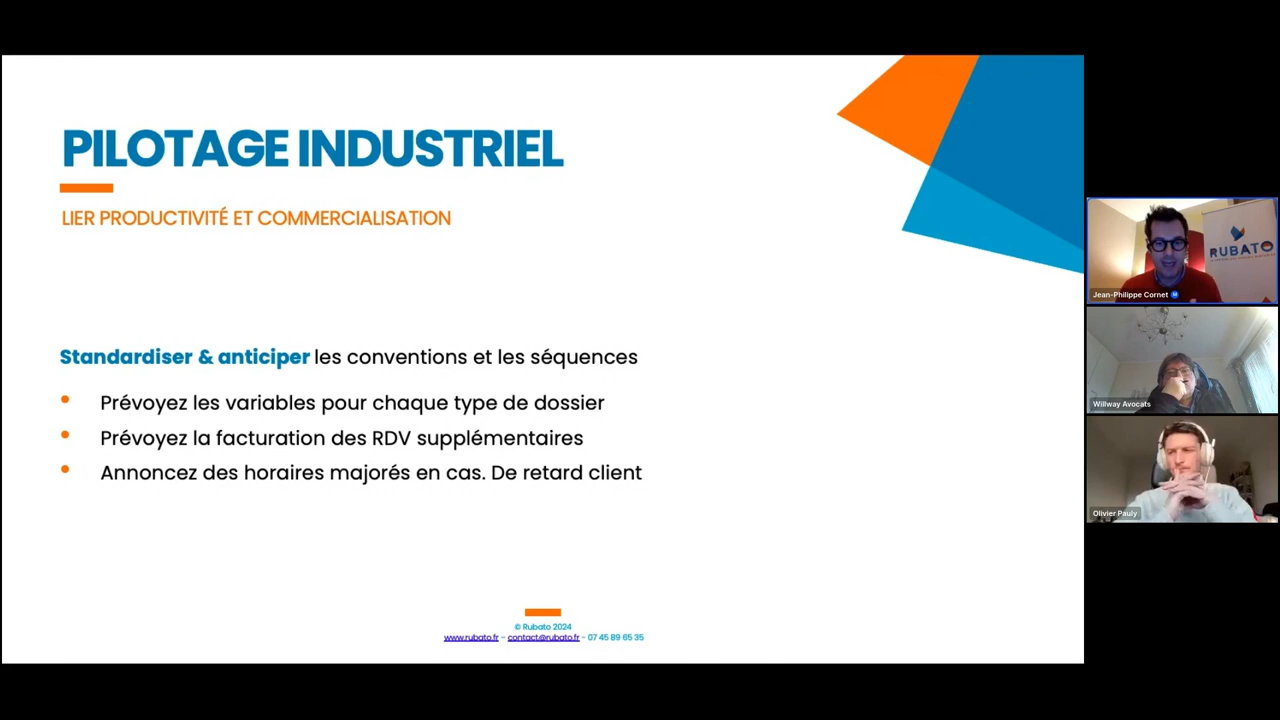 PILOTAGE INDUSTRIEL
LIER PRODUCTIVITÉ ET COMMERCIALISATION
Standardiser & anticiper les conventions et les séquences
• Prévoyez les variables pour chaque type de dossier
• Prévoyez la facturation des RDV supplémentaires
• Annoncez des horaires majorés en cas. De retard client
© Rubato 2024
www.rubato.fr – contact@rubato.fr - 07 45 89 65 35
RUBATO
Jean-Philippe Cornet
Willway Avocats
Olivier Pauly